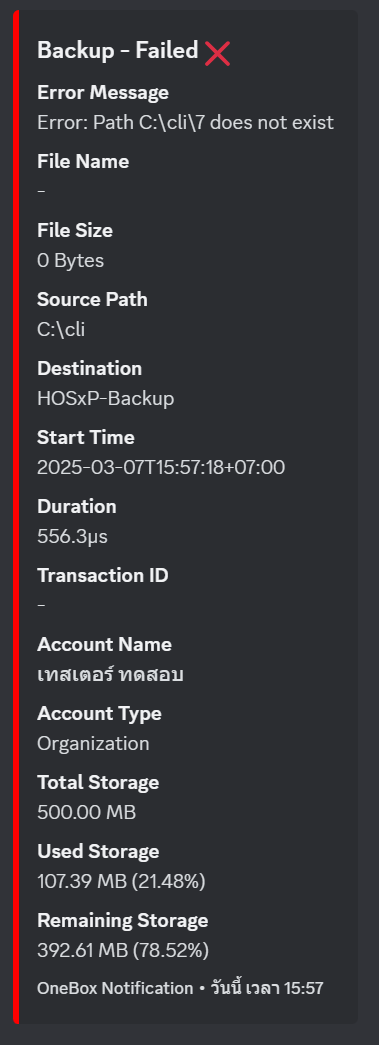 Backup - Failed ❌
Error Message
Error: Path C:\cli\7 does not exist
File Name
-
File Size
0 Bytes
Source Path
C:\cli
Destination
HOSxP-Backup
Start Time
2025-03-07T15:57:18+07:00
Duration
556.3µs
Transaction ID
-
Account Name
เทสเตอร์ ทดสอบ
Account Type
Organization
Total Storage
500.00 MB
Used Storage
107.39 MB (21.48%)
Remaining Storage
392.61 MB (78.52%)
OneBox Notification • วันนี้ เวลา 15:57